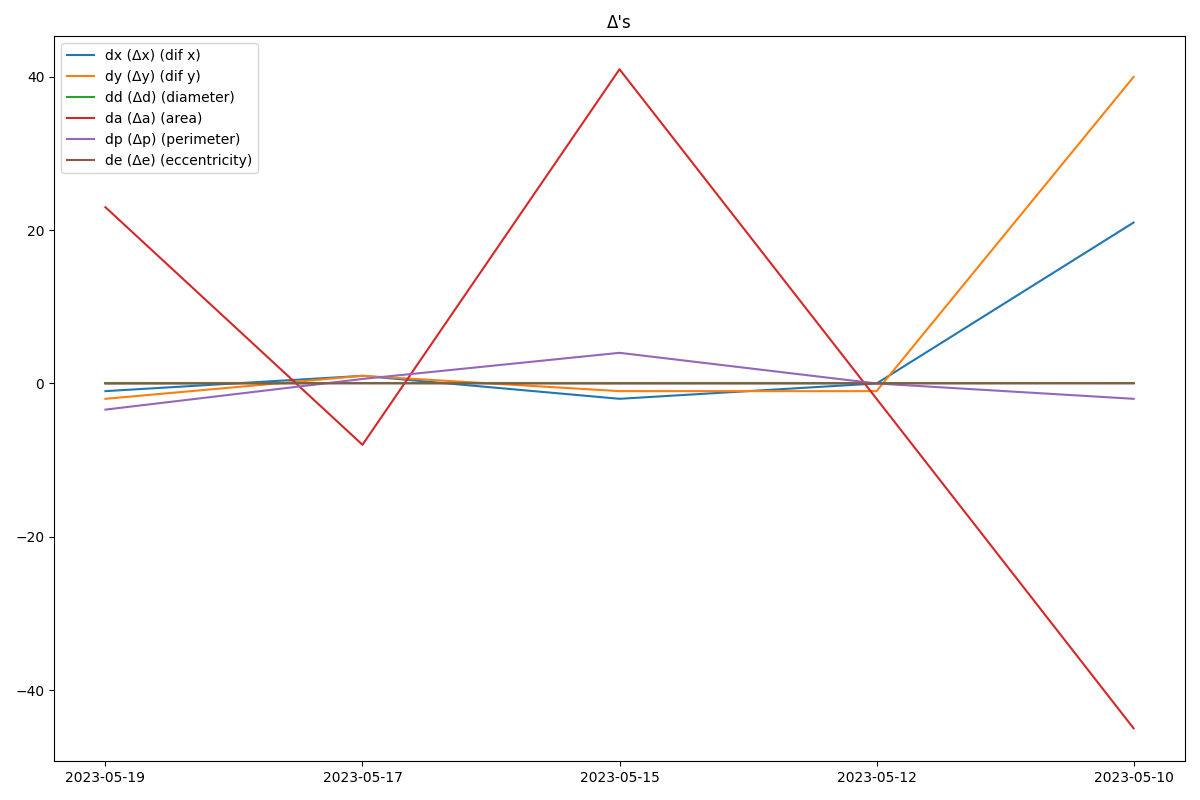 Δ's
dx (Δx) (dif x)
dy (Δy) (dif y)
dd (Δd) (diameter)
da (Δa) (area)
dp (Δp) (perimeter)
de (Δe) (eccentricity)
40
20
0
−20
−40
2023-05-19 2023-05-17 2023-05-15 2023-05-12 2023-05-10